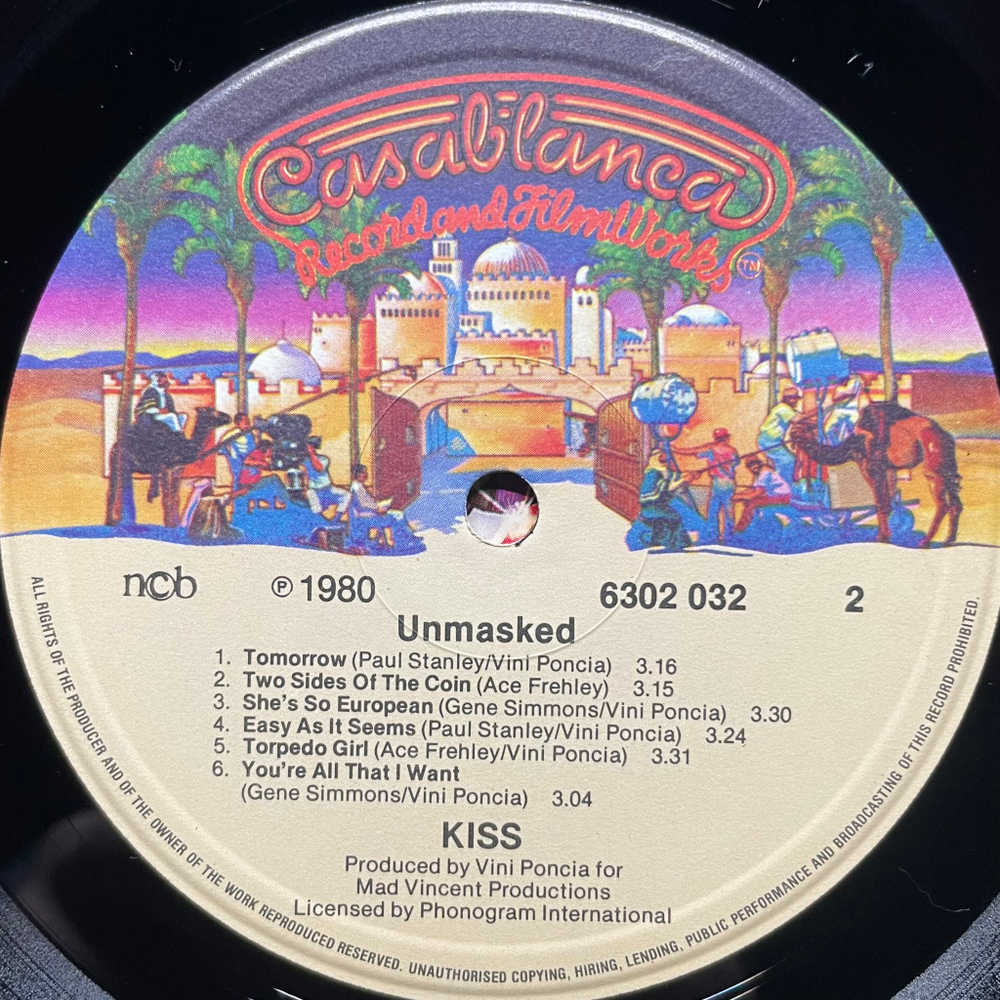 Casablanca
Record and FilmWorks TM
ncb ℗ 1980 6302 032 2
Unmasked
1. Tomorrow (Paul Stanley/Vini Poncia) 3.16
2. Two Sides Of The Coin (Ace Frehley) 3.15
3. She's So European (Gene Simmons/Vini Poncia) 3.30
4. Easy As It Seems (Paul Stanley/Vini Poncia) 3.24
5. Torpedo Girl (Ace Frehley/Vini Poncia) 3.31
6. You're All That I Want
(Gene Simmons/Vini Poncia) 3.04
KISS
Produced by Vini Poncia for
Mad Vincent Productions
Licensed by Phonogram International
ALL RIGHTS OF THE PRODUCER AND OF THE OWNER OF THE WORK REPRODUCED RESERVED. UNAUTHORISED COPYING, HIRING, LENDING, PUBLIC PERFORMANCE AND BROADCASTING OF THIS RECORD PROHIBITED.